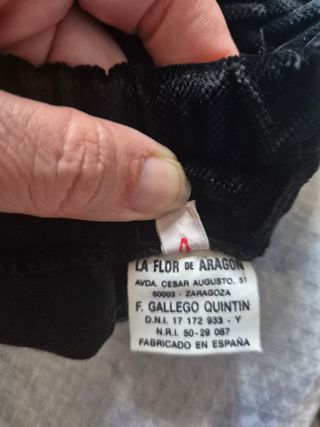 A
LA FLOR DE ARAGON
AVDA. CESAR AUGUSTO, 51
50003 - ZARAGOZA
F. GALLEGO QUINTIN
D.N.I. 17 172 933 - Y
N.R.I. 50-29 087
FABRICADO EN ESPAÑA